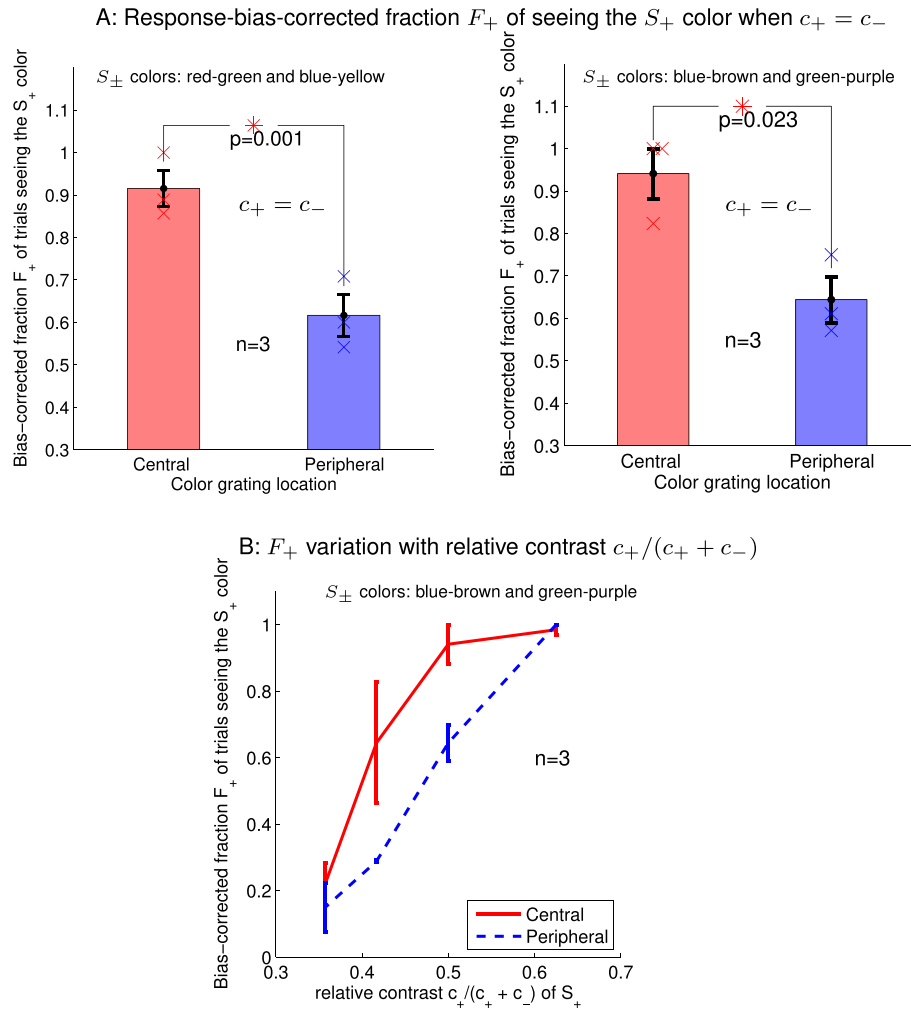 A: Response-bias-corrected fraction F₊ of seeing the S₊ color when c₊ = c₋
S± colors: red-green and blue-yellow
Bias−corrected fraction F₊ of trials seeing the S₊ color
1.1
1
0.9
0.8
0.7
0.6
0.5
0.4
0.3
p=0.001
c₊ = c₋
n=3
Central
Peripheral
Color grating location
S± colors: blue-brown and green-purple
Bias−corrected fraction F₊ of trials seeing the S₊ color
1.1
1
0.9
0.8
0.7
0.6
0.5
0.4
0.3
p=0.023
c₊ = c₋
n=3
Central
Peripheral
Color grating location
B: F₊ variation with relative contrast c₊/(c₊ + c₋)
S± colors: blue-brown and green-purple
Bias−corrected fraction F₊ of trials seeing the S₊ color
1
0.8
0.6
0.4
0.2
0
n=3
Central
Peripheral
0.3
0.4
0.5
0.6
0.7
relative contrast c₊/(c₊ + c₋) of S₊